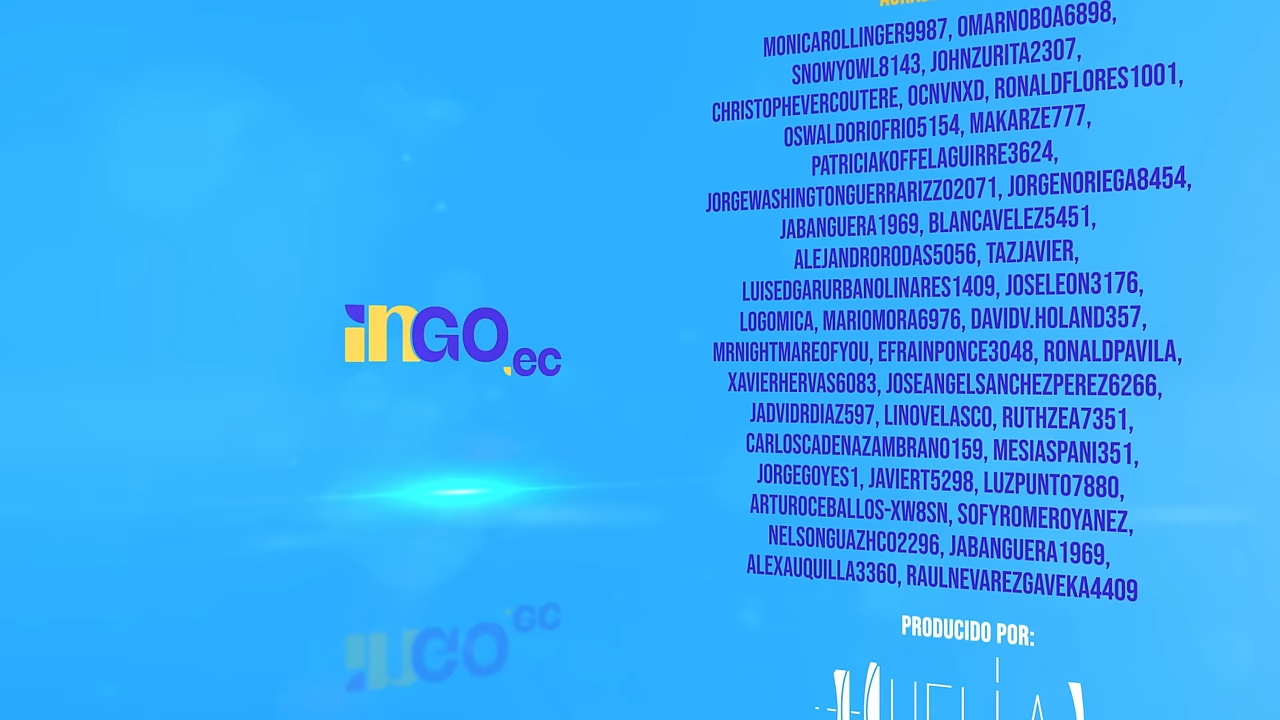 inGO.ec
MONICAROLLINGER9987, OMARNOBOA6898,
SNOWYOWL8143, JOHNZURITA2307,
CHRISTOPHEVERCOUTERE, OCNVNXD, RONALDFLORES1001,
OSWALDORIOFRIO5154, MAKARZE777,
PATRICIAKOFFELAGUIRRE3624,
JORGEWASHINGTONGUERRARIZZO2071, JORGENORIEGA8454,
JABANGUERA1969, BLANCAVELEZ5451,
ALEJANDRORODAS5056, TAZJAVIER,
LUISEDGARURBANOLINARES1409, JOSELEON3176,
LOGOMICA, MARIOMORA6976, DAVIDV.HOLAND357,
MRNIGHTMAREOFYOU, EFRAINPONCE3048, RONALDPAVILA,
XAVIERHERVAS6083, JOSEANGELSANCHEZPEREZ6266,
JADVIDRDIAZ597, LINOVELASCO, RUTHZEA7351,
CARLOSCADENAZAMBRANO159, MESIASPANI351,
JORGEGOYES1, JAVIERT5298, LUZPUNTO7880,
ARTUROCEBALLOS-XW8SN, SOFYROMEROYANEZ,
NELSONGUAZHCO2296, JABANGUERA1969,
ALEXAUQUILLA3360, RAULNEVAREZGAVEKA4409
PRODUCIDO POR: